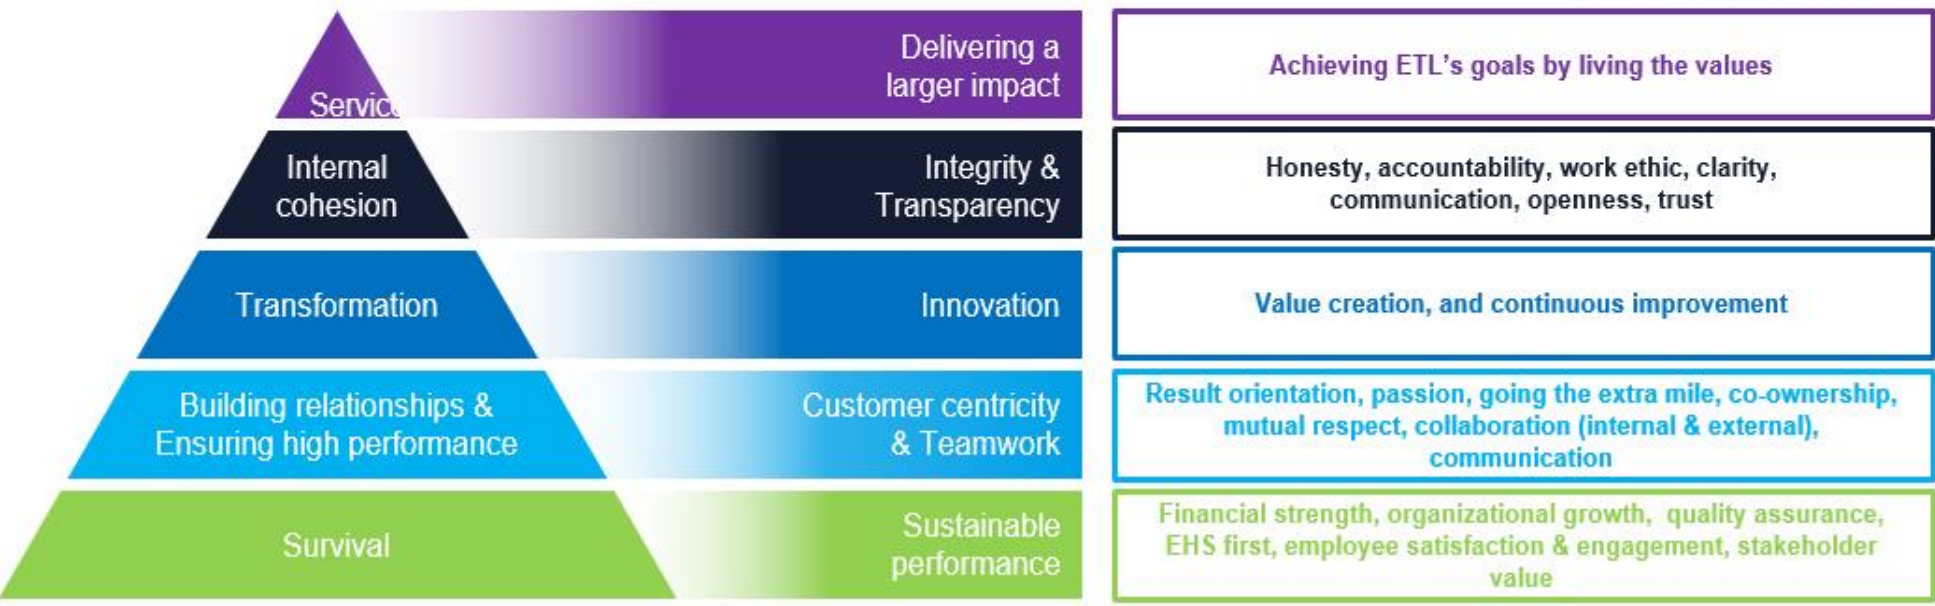 Service
Delivering a
larger impact
Achieving ETL's goals by living the values
Internal
cohesion
Integrity &
Transparency
Honesty, accountability, work ethic, clarity,
communication, openness, trust
Transformation
Innovation
Value creation, and continuous improvement
Building relationships &
Ensuring high performance
Customer centricity
& Teamwork
Result orientation, passion, going the extra mile, co-ownership,
mutual respect, collaboration (internal & external),
communication
Survival
Sustainable
performance
Financial strength, organizational growth, quality assurance,
EHS first, employee satisfaction & engagement, stakeholder
value